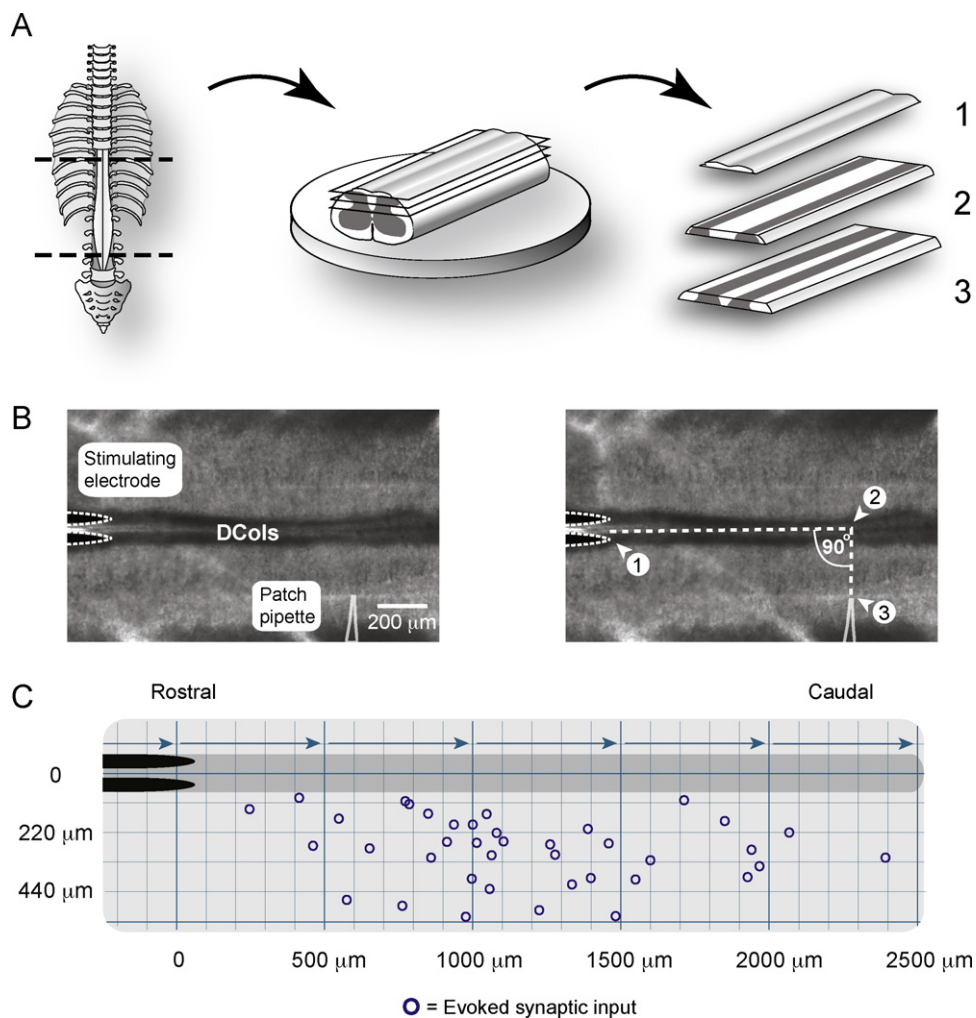 A
1
2
3
B
Stimulating
electrode
DCols
Patch
pipette
200 μm
2
90°
1
3
C
Rostral
Caudal
0
220 μm
440 μm
0
500 μm
1000 μm
1500 μm
2000 μm
2500 μm
= Evoked synaptic input